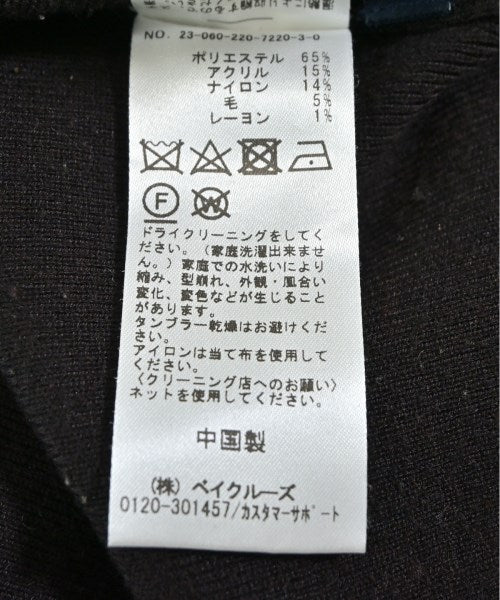 NO. 23-060-220-7220-3-0
ポリエステル 65%
アクリル 15%
ナイロン 14%
毛 5%
レーヨン 1%
F W
ドライクリーニングをしてく
ださい。(家庭洗濯出来ませ
ん。)家庭での水洗いにより
縮み、型崩れ、外観・風合い
変化、変色などが生じること
があります。
タンブラー乾燥はお避けくだ
さい。
アイロンは当て布を使用して
ください。
〈クリーニング店へのお願い〉
ネットを使用してください。
中国製
(株) ベイクルーズ
0120-301457/カスタマーサポート